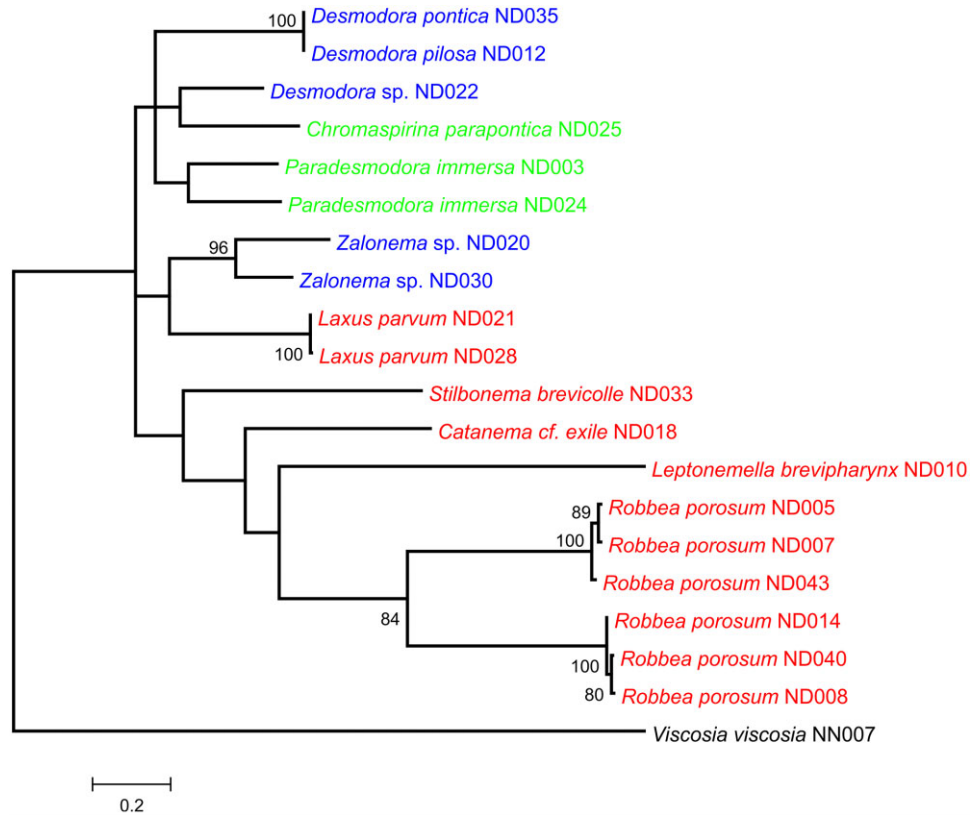 100
Desmodora pontica ND035
Desmodora pilosa ND012
Desmodora sp. ND022
Chromaspirina parapontica ND025
Paradesmodora immersa ND003
Paradesmodora immersa ND024
96
Zalonema sp. ND020
Zalonema sp. ND030
Laxus parvum ND021
100
Laxus parvum ND028
Stilbonema brevicolle ND033
Catanema cf. exile ND018
Leptonemella brevipharynx ND010
89
Robbea porosum ND005
100
Robbea porosum ND007
Robbea porosum ND043
84
Robbea porosum ND014
100
Robbea porosum ND040
80
Robbea porosum ND008
Viscosia viscosia NN007
0.2